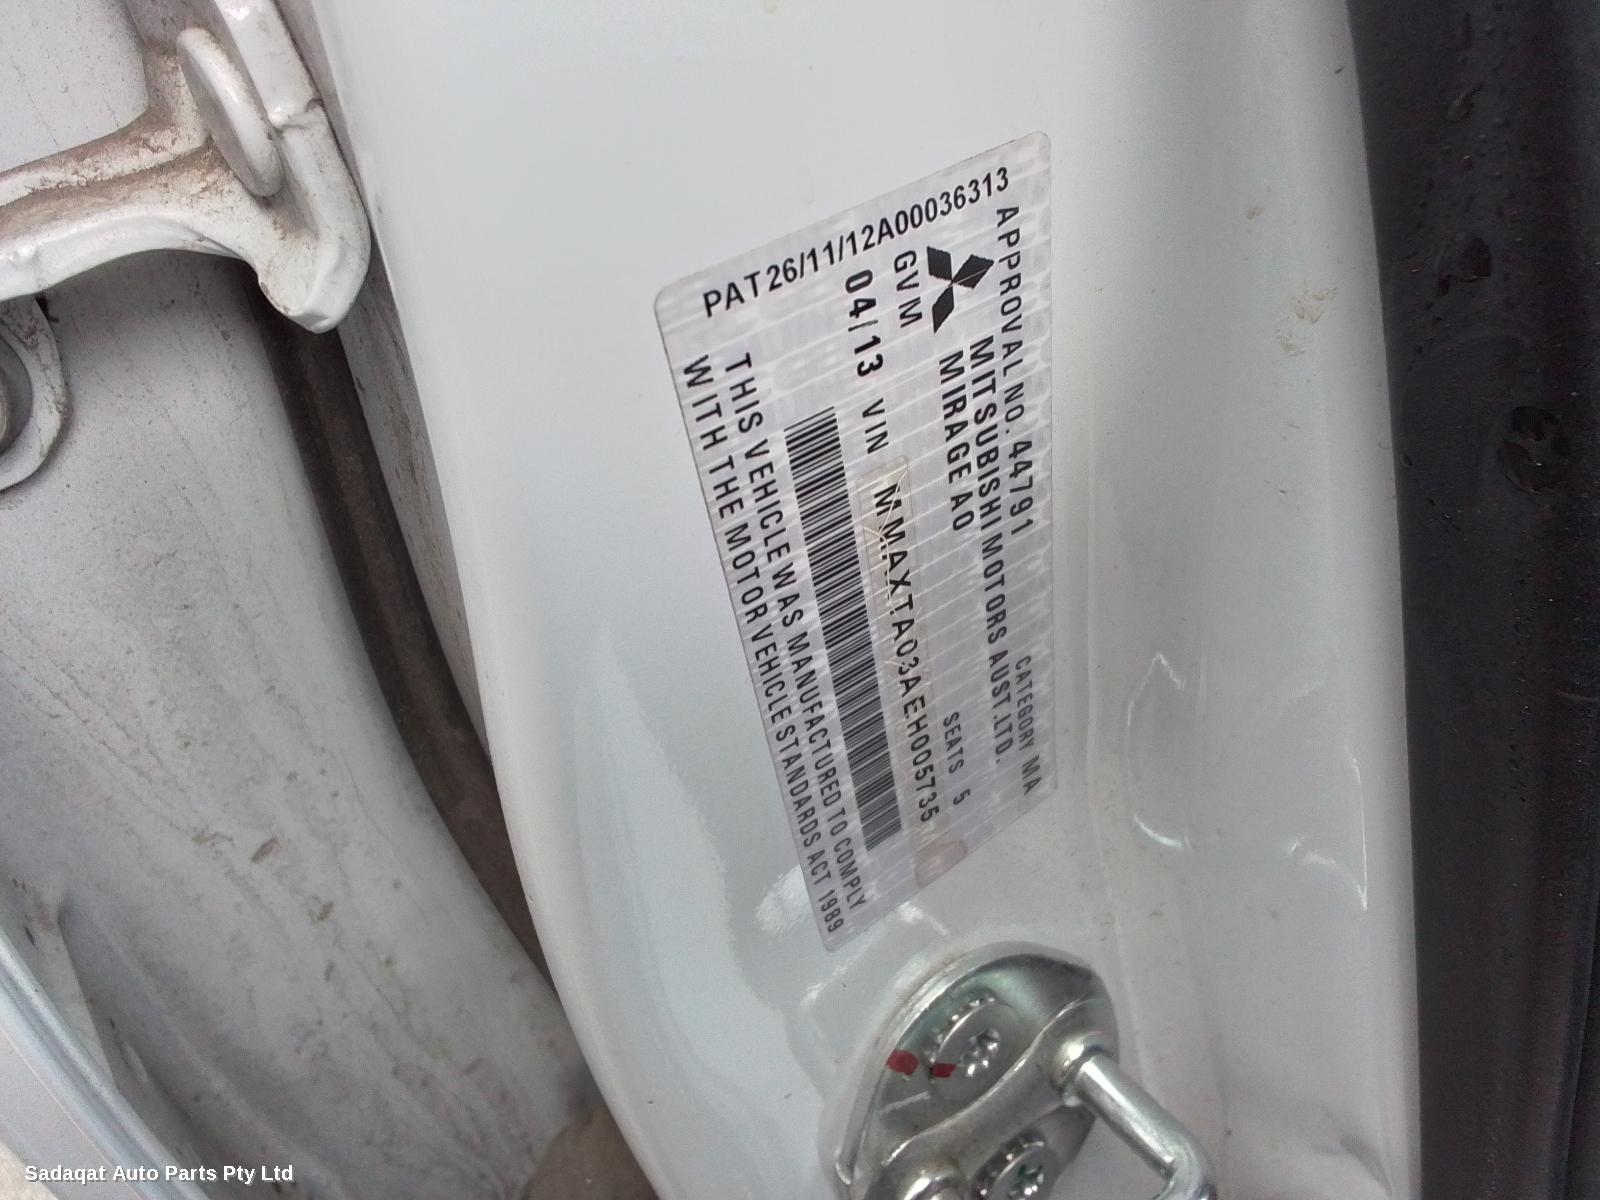 PAT26/11/12A00036313
APPROVAL NO. 44791 CATEGORY MA
MITSUBISHI MOTORS AUST.LTD.
MIRAGE AO SEATS 5
GVM
04/13 VIN MMAXTA03AEH005735
THIS VEHICLE WAS MANUFACTURED TO COMPLY
WITH THE MOTOR VEHICLE STANDARDS ACT 1989
Sadaqat Auto Parts Pty Ltd